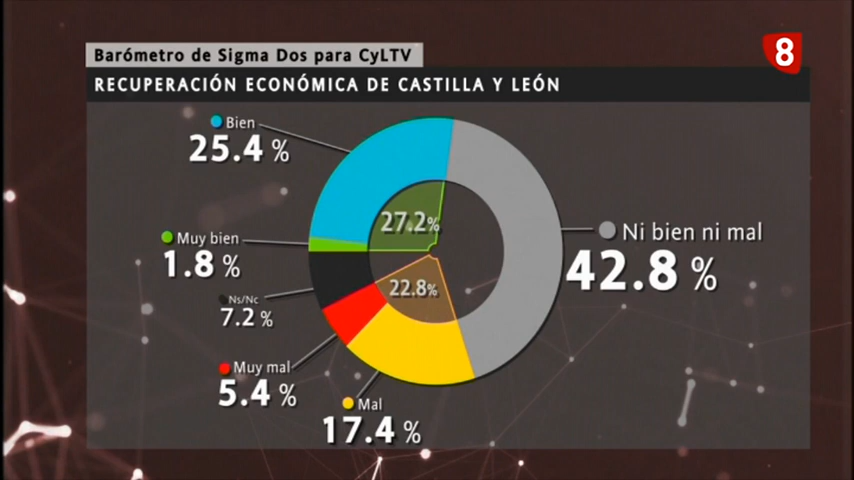 Barómetro de Sigma Dos para CyLTV
8
RECUPERACIÓN ECONÓMICA DE CASTILLA Y LEÓN
Bien
25.4 %
27.2%
Muy bien
1.8 %
Ni bien ni mal
42.8 %
22.8%
Ns/Nc
7.2 %
Muy mal
5.4 %
Mal
17.4 %